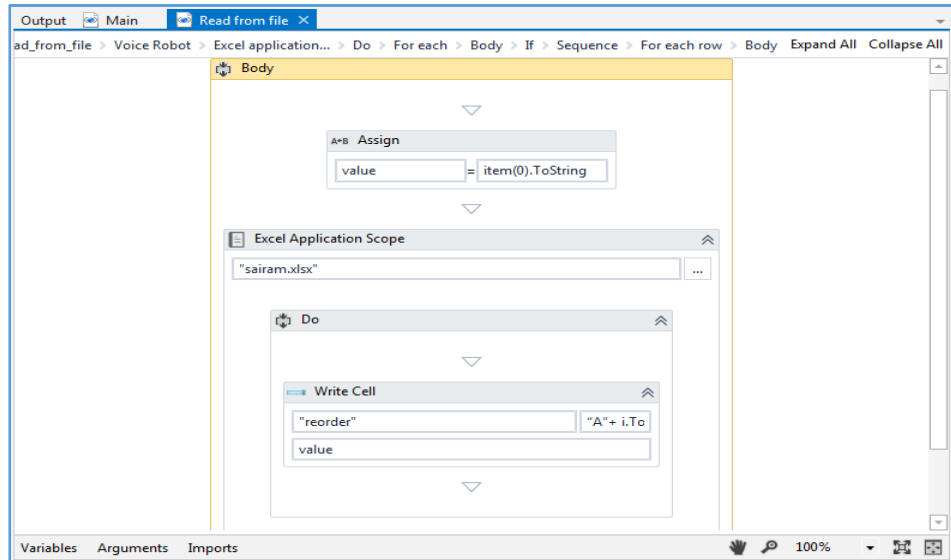 Output Main Read from file
ad_from_file > Voice Robot > Excel application... > Do > For each > Body > If > Sequence > For each row > Body Expand All Collapse All
Body
A+B Assign
value = item(0).ToString
Excel Application Scope
"sairam.xlsx" ...
Do
Write Cell
"reorder" "A"+ i.To
value
Variables Arguments Imports 100%